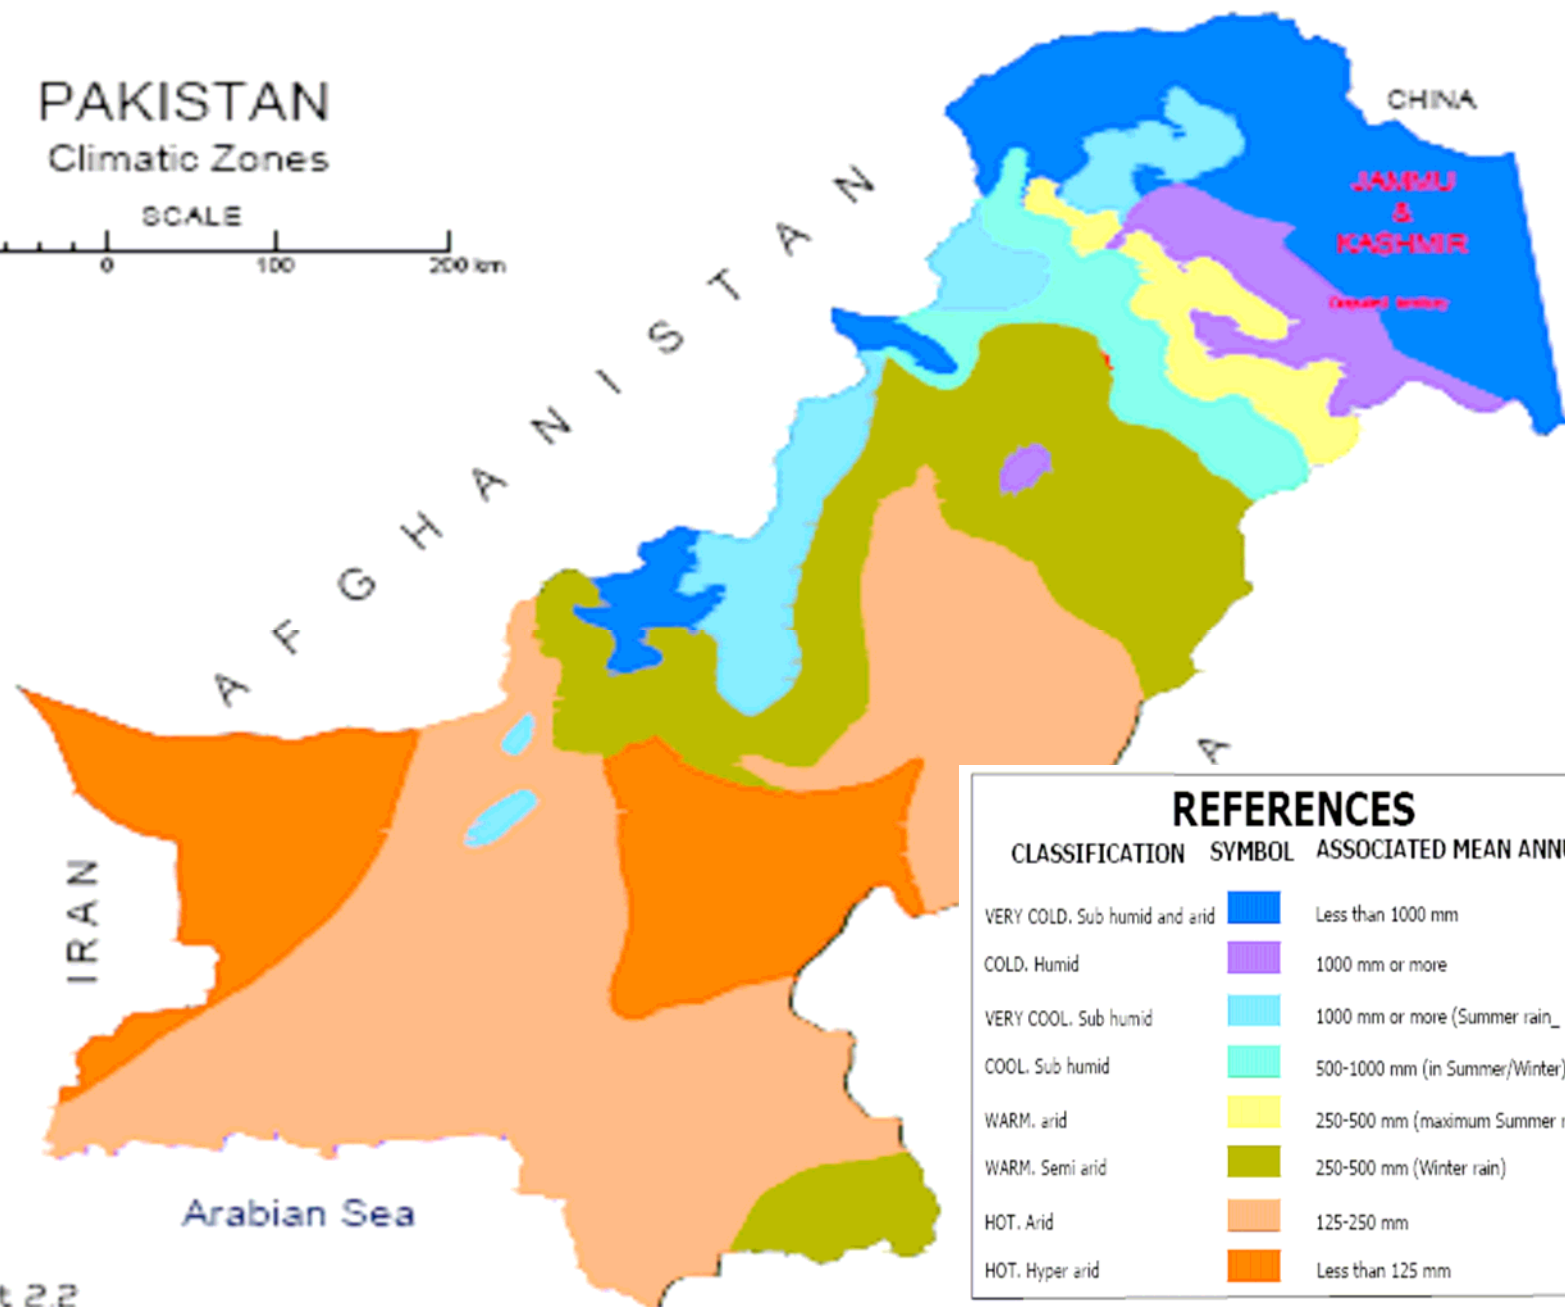 PAKISTAN
Climatic Zones
SCALE
0 100 200 km
AFGHANISTAN
CHINA
JAMMU
&
KASHMIR
IRAN
A
Arabian Sea
t 2.2
REFERENCES
CLASSIFICATION SYMBOL ASSOCIATED MEAN ANNU
VERY COLD. Sub humid and arid Less than 1000 mm
COLD. Humid 1000 mm or more
VERY COOL. Sub humid 1000 mm or more (Summer rain_
COOL. Sub humid 500-1000 mm (in Summer/Winter)
WARM. arid 250-500 mm (maximum Summer r
WARM. Semi arid 250-500 mm (Winter rain)
HOT. Arid 125-250 mm
HOT. Hyper arid Less than 125 mm